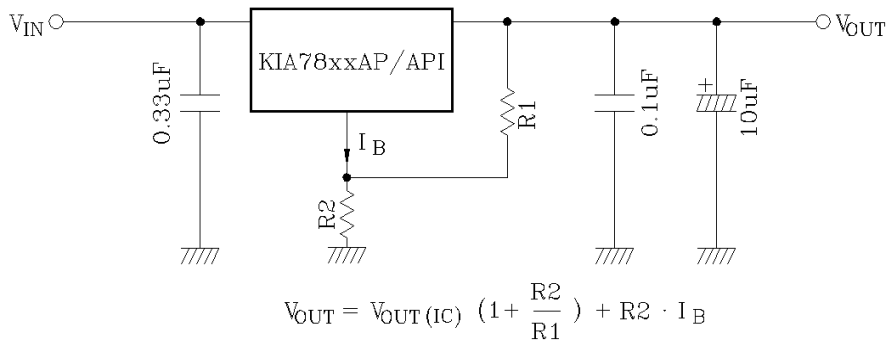 VIN
KIA78xxAP/API
VOUT
0.33uF
IB
R1
R2
0.1uF
+
10uF
VOUT = VOUT(IC) (1+ R2/R1) + R2 · IB